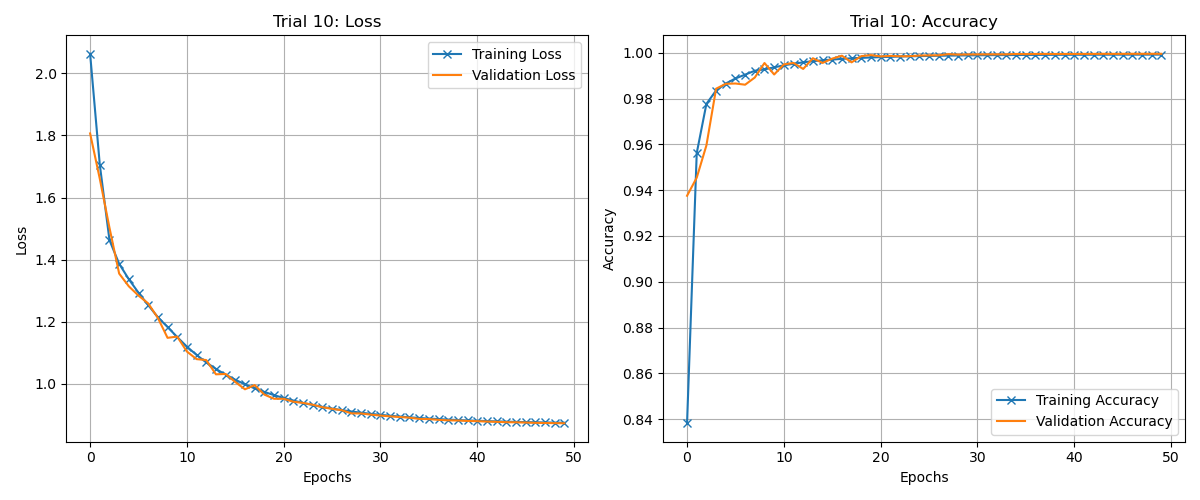 Trial 10: Loss
Training Loss
Validation Loss
2.0
1.8
1.6
1.4
1.2
1.0
Loss
0 10 20 30 40 50
Epochs
Trial 10: Accuracy
1.00
0.98
0.96
0.94
0.92
0.90
0.88
0.86
0.84
Accuracy
Training Accuracy
Validation Accuracy
0 10 20 30 40 50
Epochs